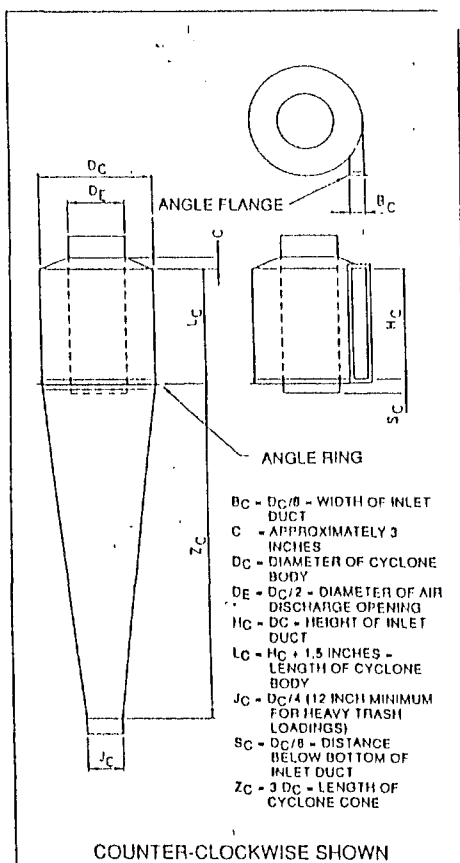 DC
DE
ANGLE FLANGE
BC
C
LC
HC
SC
ANGLE RING
ZC
BC = DC/8 = WIDTH OF INLET
DUCT
C = APPROXIMATELY 3
INCHES
DC = DIAMETER OF CYCLONE
BODY
DE = DC/2 = DIAMETER OF AIR
DISCHARGE OPENING
HC = DC = HEIGHT OF INLET
DUCT
LC = HC + 1.5 INCHES =
LENGTH OF CYCLONE
BODY
JC = DC/4 (12 INCH MINIMUM
FOR HEAVY TRASH
LOADINGS)
SC = DC/8 = DISTANCE
BELOW BOTTOM OF
INLET DUCT
ZC = 3 DC = LENGTH OF
CYCLONE CONE
JC
COUNTER-CLOCKWISE SHOWN